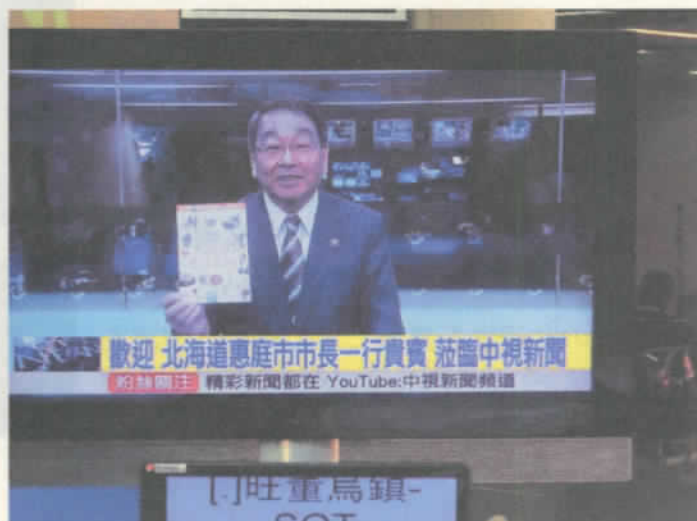 歡迎 北海道惠庭市市長一行貴賓 蒞臨中視新聞
粉絲關注 精彩新聞都在 YouTube:中視新聞頻道
[.]旺董烏鎮-
SOT